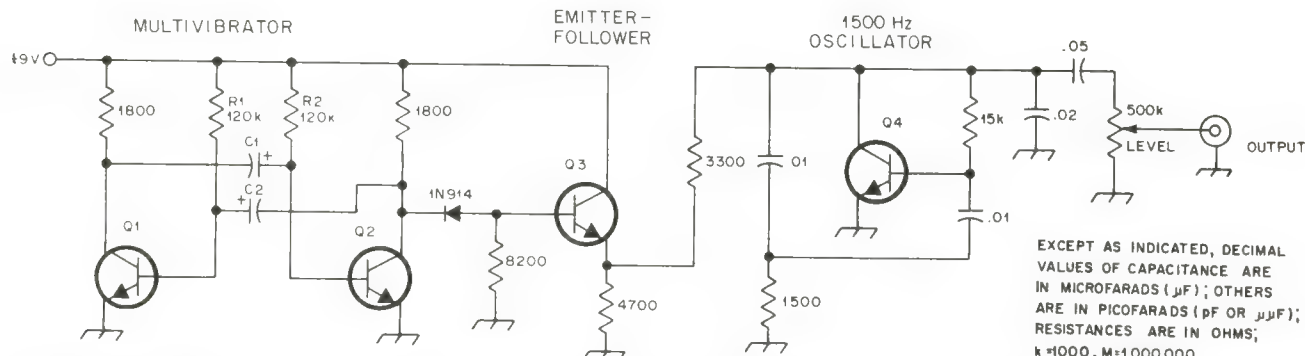 MULTIVIBRATOR
EMITTER-
FOLLOWER
1500 Hz
OSCILLATOR
+9V
1800
R1
120k
R2
120k
1800
C1
+
C2
+
Q1
Q2
1N914
8200
Q3
4700
3300
.01
1500
Q4
15k
.01
.02
.05
500k
LEVEL
OUTPUT
EXCEPT AS INDICATED, DECIMAL
VALUES OF CAPACITANCE ARE
IN MICROFARADS (µF); OTHERS
ARE IN PICOFARADS (pF OR µµF);
RESISTANCES ARE IN OHMS;
k=1000, M=1000,000